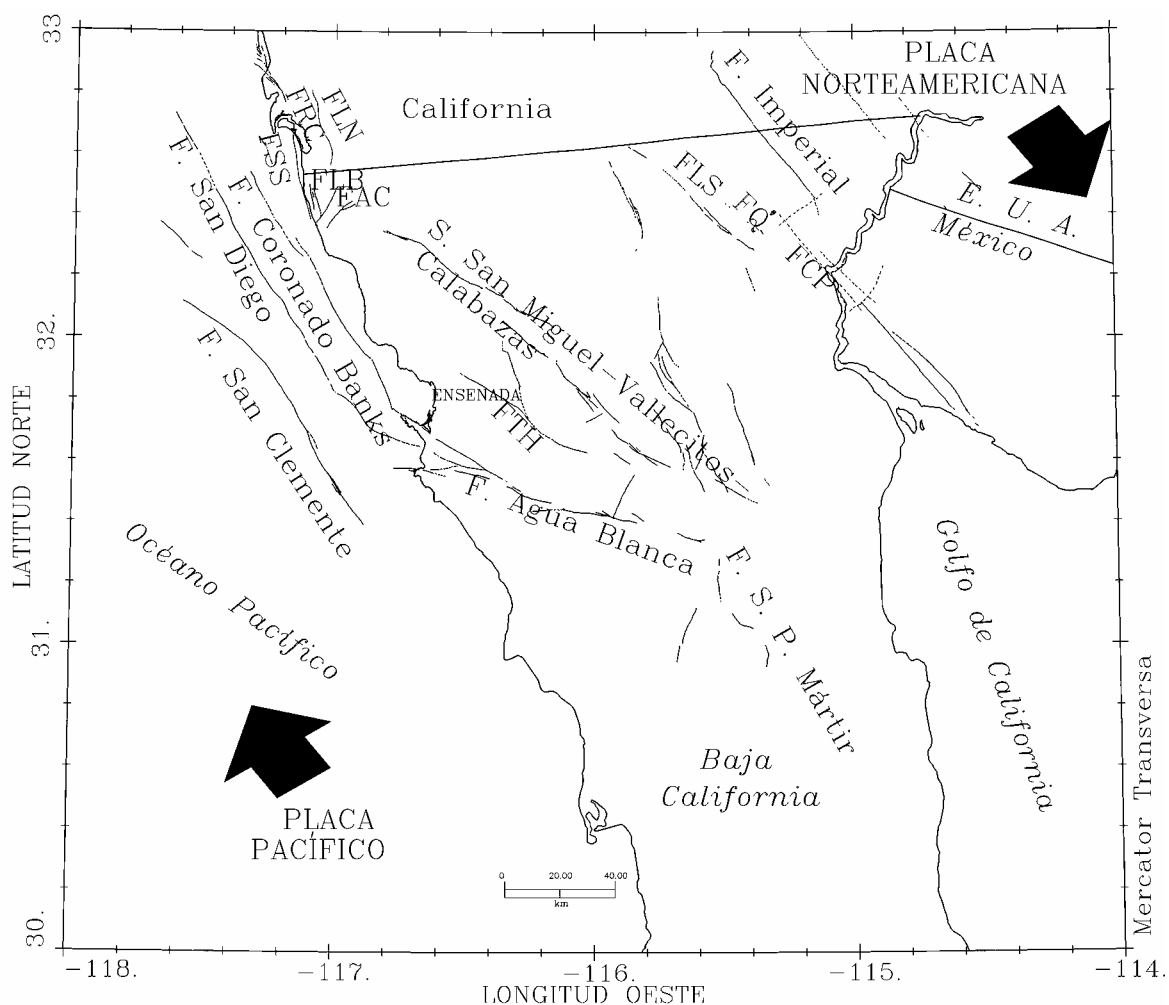 33
PLACA
NORTEAMERICANA
California
F. Imperial
FRC
FLN
FSS
FLB
FAC
F. San Diego
F. Coronado Banks
FLS
FQ
FCP
E. U. A.
México
S. San Miguel-Vallecitos
Calabazas
32.
F. San Clemente
ENSENADA
FTH
F. Agua Blanca
F. S. P. Mártir
Océano Pacífico
Golfo de California
31.
Baja
California
PLACA
PACÍFICO
0 20.00 40.00
km
30.
-118. -117. -116. -115. -114.
LONGITUD OESTE
LATITUD NORTE
Mercator Transversa